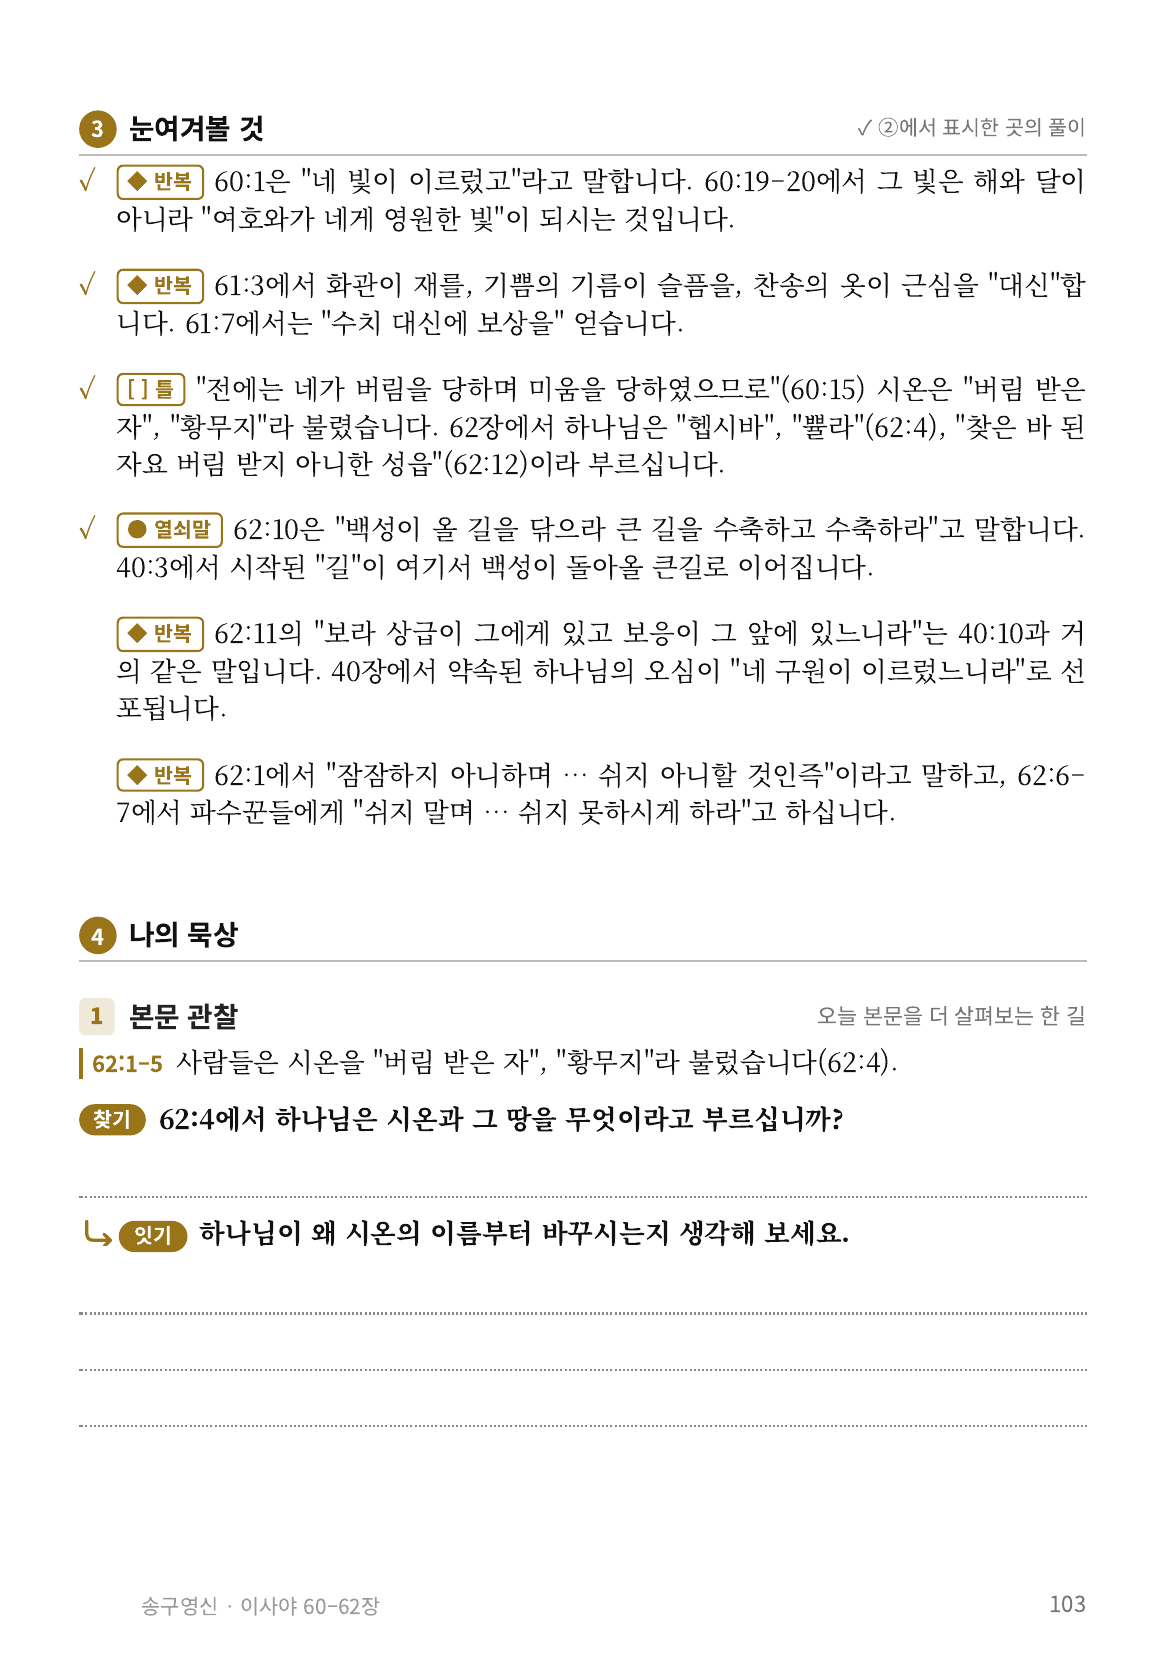 3 눈여겨볼 것
✓ ②에서 표시한 곳의 풀이
✓ ◆ 반복 60:1은 "네 빛이 이르렀고"라고 말합니다. 60:19-20에서 그 빛은 해와 달이
아니라 "여호와가 네게 영원한 빛"이 되시는 것입니다.
✓ ◆ 반복 61:3에서 화관이 재를, 기쁨의 기름이 슬픔을, 찬송의 옷이 근심을 "대신"합
니다. 61:7에서는 "수치 대신에 보상을" 얻습니다.
✓ [ ] 틀 "전에는 네가 버림을 당하며 미움을 당하였으므로"(60:15) 시온은 "버림 받은
자", "황무지"라 불렸습니다. 62장에서 하나님은 "헵시바", "쁄라"(62:4), "찾은 바 된
자요 버림 받지 아니한 성읍"(62:12)이라 부르십니다.
✓ ● 열쇠말 62:10은 "백성이 올 길을 닦으라 큰 길을 수축하고 수축하라"고 말합니다.
40:3에서 시작된 "길"이 여기서 백성이 돌아올 큰길로 이어집니다.
◆ 반복 62:11의 "보라 상급이 그에게 있고 보응이 그 앞에 있느니라"는 40:10과 거
의 같은 말입니다. 40장에서 약속된 하나님의 오심이 "네 구원이 이르렀느니라"로 선
포됩니다.
◆ 반복 62:1에서 "잠잠하지 아니하며 … 쉬지 아니할 것인즉"이라고 말하고, 62:6-
7에서 파수꾼들에게 "쉬지 말며 … 쉬지 못하시게 하라"고 하십니다.
4 나의 묵상
1 본문 관찰
오늘 본문을 더 살펴보는 한 길
62:1-5 사람들은 시온을 "버림 받은 자", "황무지"라 불렀습니다(62:4).
찾기 62:4에서 하나님은 시온과 그 땅을 무엇이라고 부르십니까?
잇기 하나님이 왜 시온의 이름부터 바꾸시는지 생각해 보세요.
송구영신 · 이사야 60-62장
103